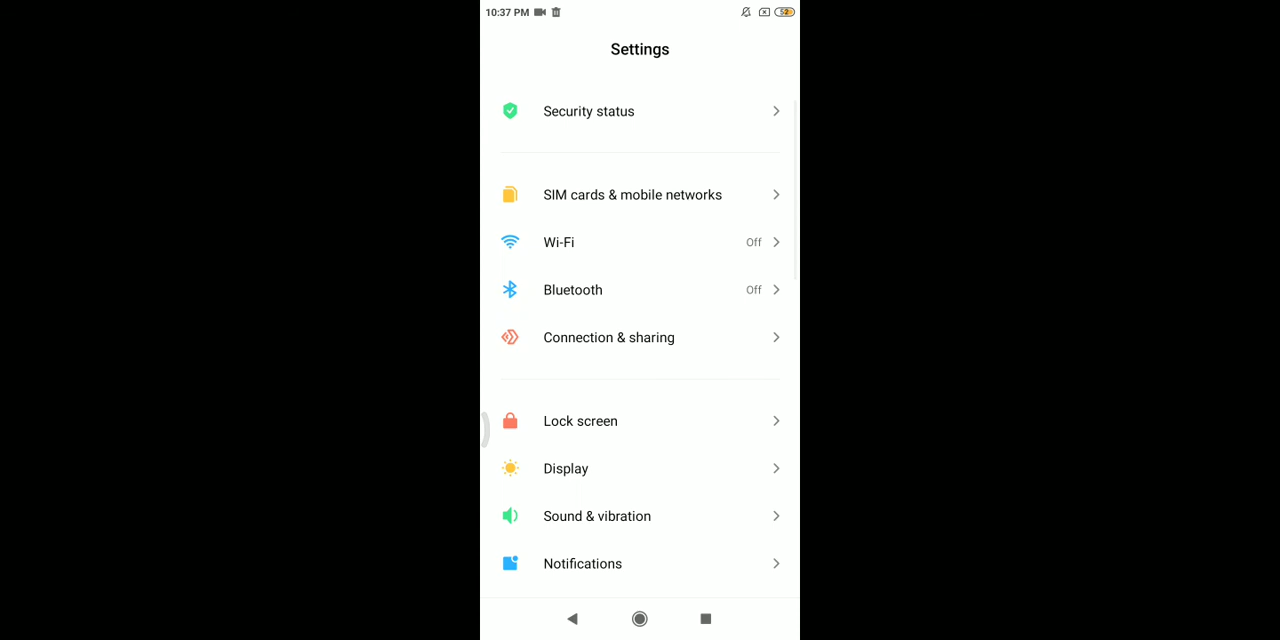 10:37 PM 52
Settings
Security status
SIM cards & mobile networks
Wi-Fi Off
Bluetooth Off
Connection & sharing
Lock screen
Display
Sound & vibration
Notifications